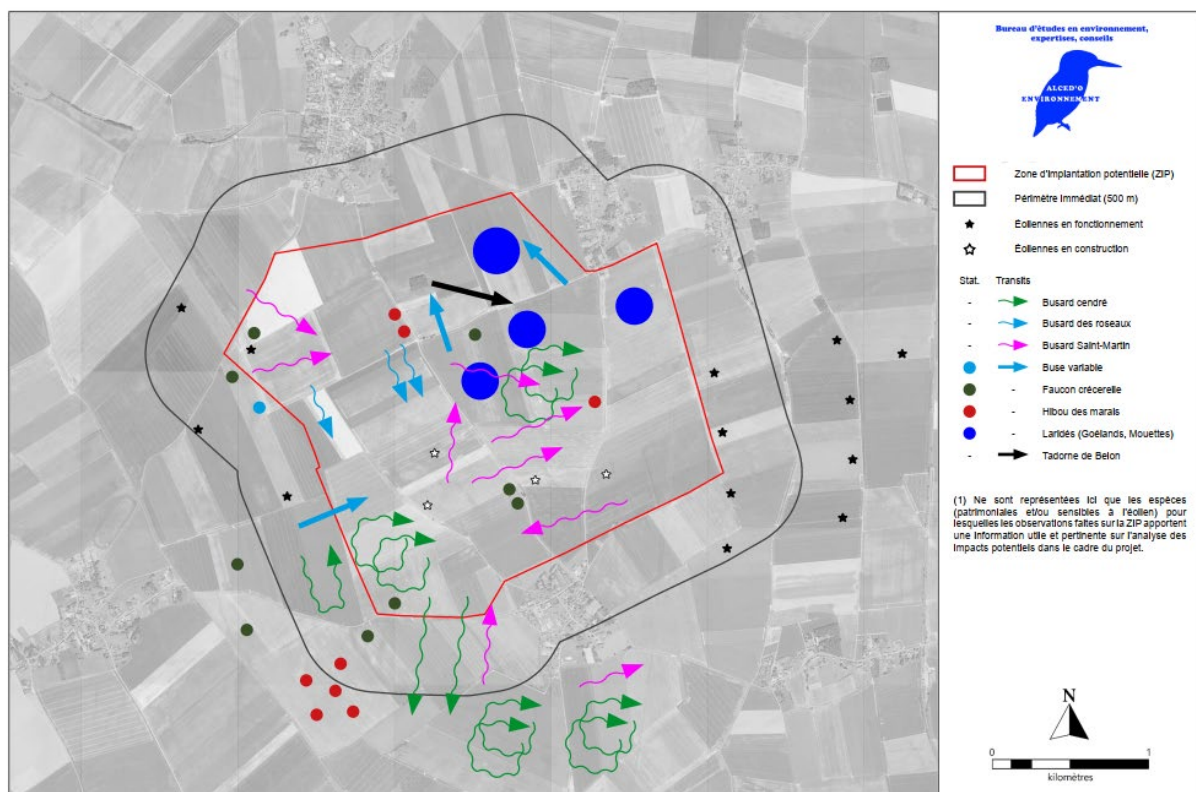 Bureau d'études en environnement,
expertises, conseils
ALCED'O
ENVIRONNEMENT
Zone d'Implantation potentielle (ZIP)
Périmètre Immédiat (500 m)
Éoliennes en fonctionnement
Éoliennes en construction
Stat. Transits
- Busard cendré
- Busard des roseaux
- Busard Saint-Martin
Buse variable
- Faucon crécerelle
- Hibou des marais
- Laridés (Goélands, Mouettes)
- Tadorne de Belon
(1) Ne sont représentées ici que les espèces
(patrimoniales et/ou sensibles à l'éolien) pour
lesquelles les observations faites sur la ZIP apportent
une information utile et pertinente sur l'analyse des
impacts potentiels dans le cadre du projet.
N
0 1
kilomètres